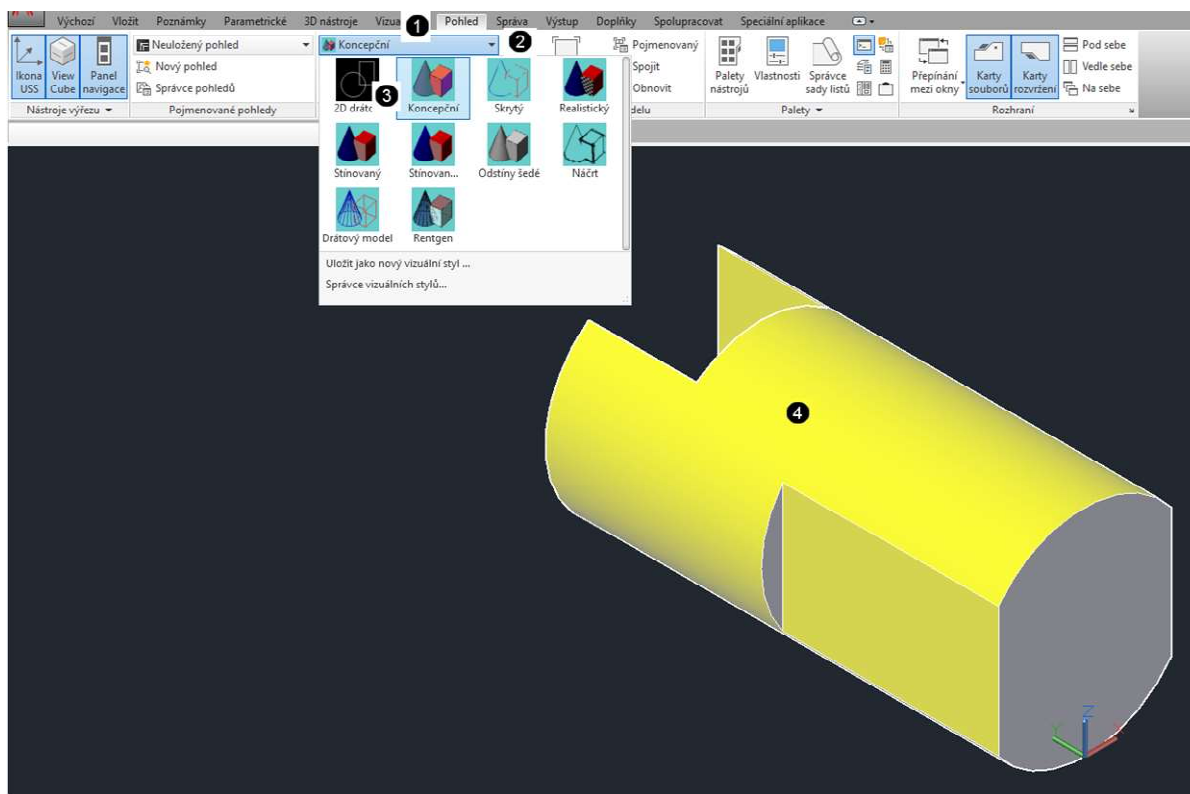 Výchozí Vložit Poznámky Parametrické 3D nástroje Vizua 1 Pohled Správa Výstup Doplňky Spolupracovat Speciální aplikace
Neuložený pohled
Nový pohled
Správce pohledů
Ikona USS
View Cube
Panel navigace
Nástroje výřezu
Pojmenované pohledy
Koncepční
2
2D dráto
3
Koncepční
Skrytý
Realistický
Stínovaný
Stínovan...
Odstíny šedé
Náčrt
Drátový model
Rentgen
Uložit jako nový vizuální styl ...
Správce vizuálních stylů...
Pojmenovaný
Spojit
Obnovit
delu
Palety nástrojů
Vlastnosti
Správce sady listů
Palety
Přepínání mezi okny
Karty souborů
Karty rozvržení
Pod sebe
Vedle sebe
Na sebe
Rozhraní
4
Z
Y
X